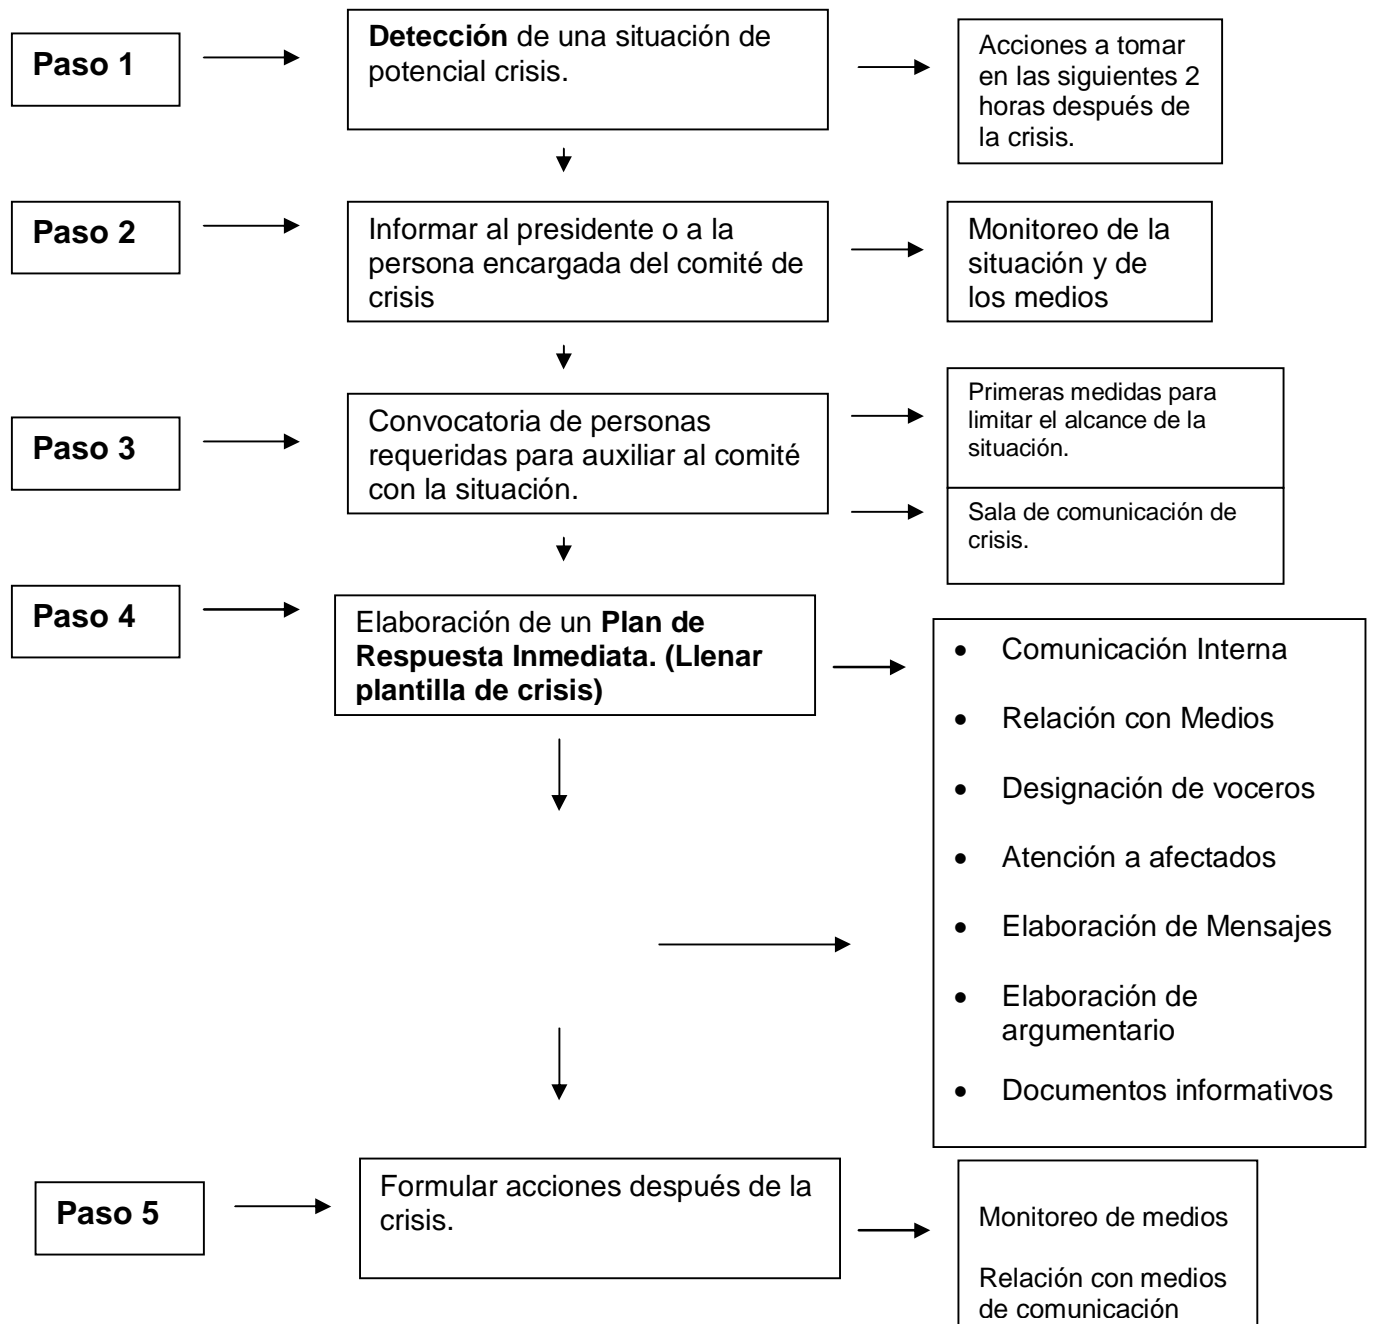 Paso 1
Detección de una situación de
potencial crisis.
Acciones a tomar
en las siguientes 2
horas después de
la crisis.
Paso 2
Informar al presidente o a la
persona encargada del comité de
crisis
Monitoreo de la
situación y de
los medios
Paso 3
Convocatoria de personas
requeridas para auxiliar al comité
con la situación.
Primeras medidas para
limitar el alcance de la
situación.
Sala de comunicación de
crisis.
Paso 4
Elaboración de un Plan de
Respuesta Inmediata. (Llenar
plantilla de crisis)
• Comunicación Interna
• Relación con Medios
• Designación de voceros
• Atención a afectados
• Elaboración de Mensajes
• Elaboración de
argumentario
• Documentos informativos
Paso 5
Formular acciones después de la
crisis.
Monitoreo de medios
Relación con medios
de comunicación